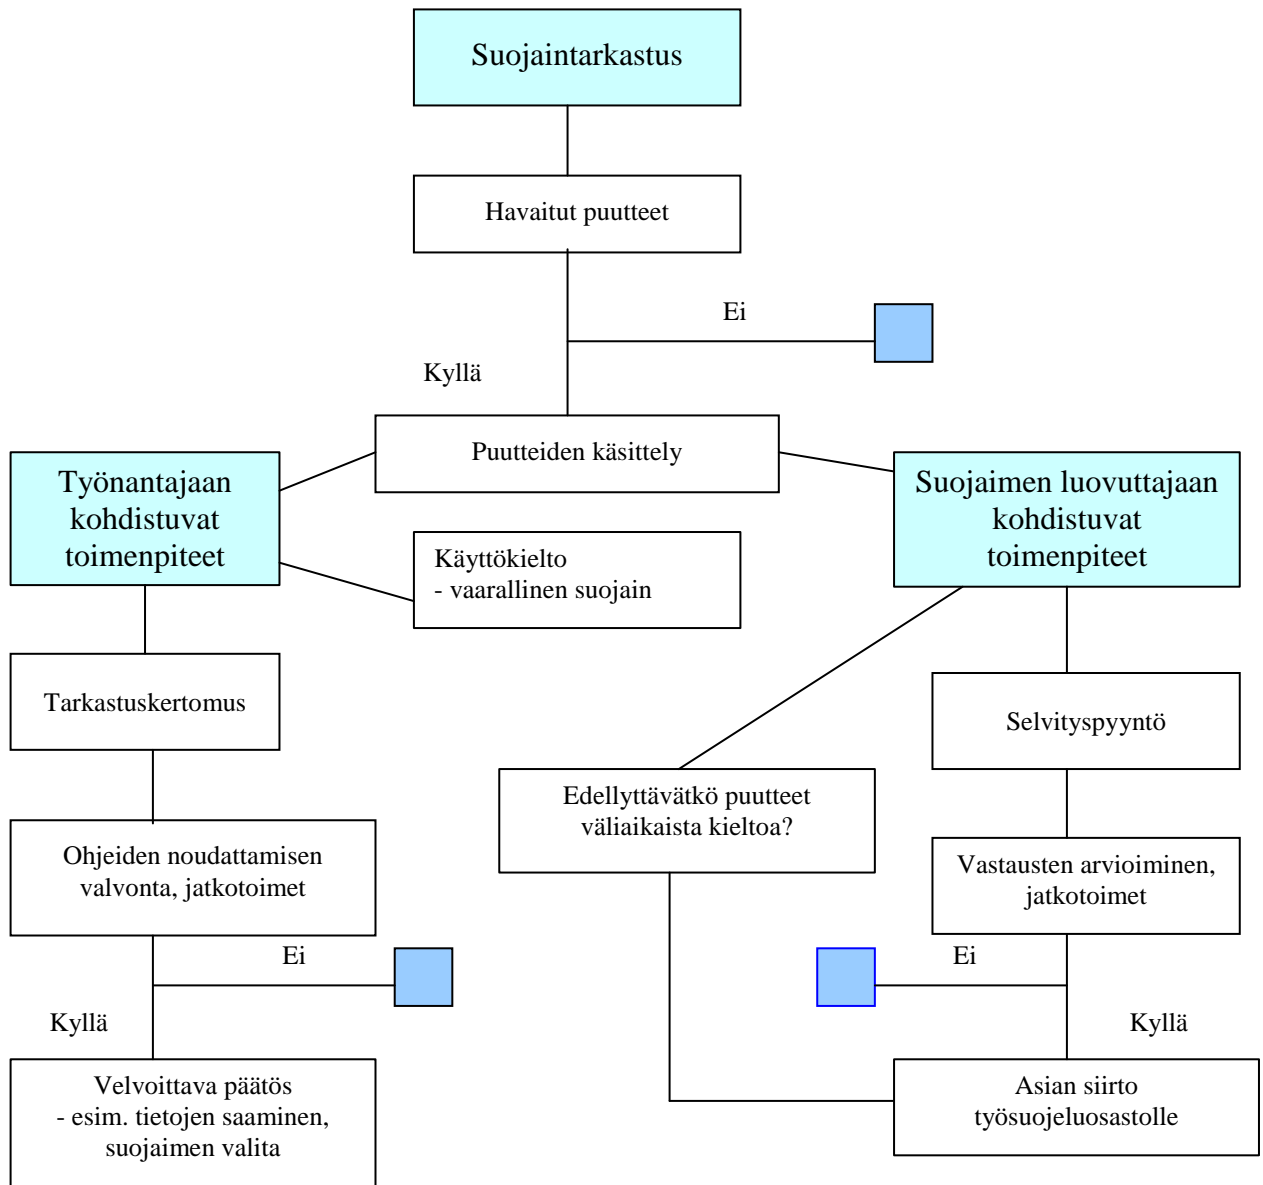 Suojaintarkastus
Havaitut puutteet
Ei
Kyllä
Puutteiden käsittely
Työnantajaan
kohdistuvat
toimenpiteet
Suojaimen luovuttajaan
kohdistuvat
toimenpiteet
Käyttökielto
- vaarallinen suojain
Tarkastuskertomus
Selvityspyyntö
Edellyttävätkö puutteet
väliaikaista kieltoa?
Ohjeiden noudattamisen
valvonta, jatkotoimet
Vastausten arvioiminen,
jatkotoimet
Ei
Ei
Kyllä
Kyllä
Velvoittava päätös
- esim. tietojen saaminen,
suojaimen valita
Asian siirto
työsuojeluosastolle